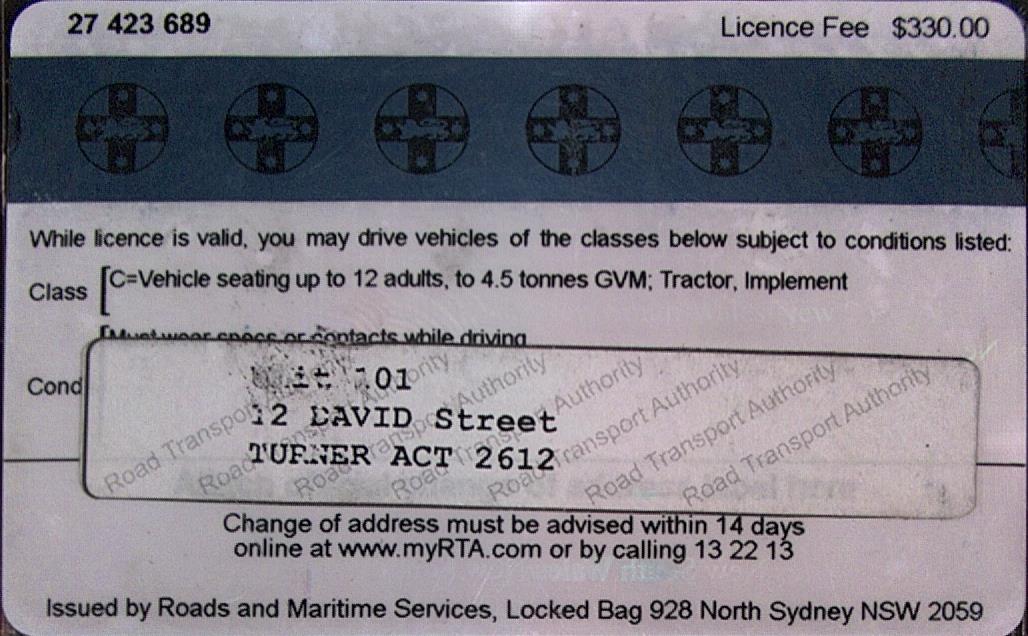 27 423 689 Licence Fee $330.00
While licence is valid, you may drive vehicles of the classes below subject to conditions listed:
Class [C=Vehicle seating up to 12 adults, to 4.5 tonnes GVM; Tractor, Implement
[Must wear specs or contacts while driving
Cond
Unit 101
12 DAVID Street
TURNER ACT 2612
Road Transport Authority Road Transport Authority Road Transport Authority Road Transport Authority Road Transport Authority Road Transport Authority Road Transport Authority
Change of address must be advised within 14 days
online at www.myRTA.com or by calling 13 22 13
Issued by Roads and Maritime Services, Locked Bag 928 North Sydney NSW 2059